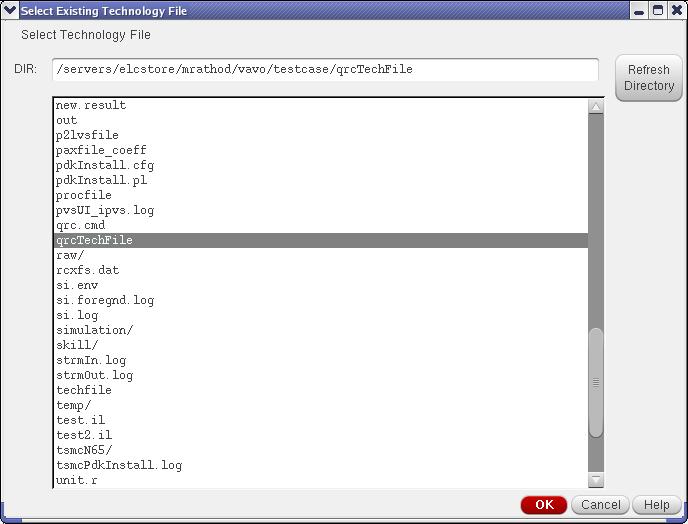 Select Existing Technology File
Select Technology File
DIR: /servers/elcstore/mrathod/vavo/testcase/qrcTechFile
Refresh
Directory
new.result
out
p2lvsfile
paxfile_coeff
pdkInstall.cfg
pdkInstall.pl
procfile
pvsUI_ipvs.log
qrc.cmd
qrcTechFile
raw/
rcxfs.dat
si.env
si.foregnd.log
si.log
simulation/
skill/
strmIn.log
strmOut.log
techfile
temp/
test.il
test2.il
tsmcN65/
tsmcPdkInstall.log
unit.r
OK Cancel Help